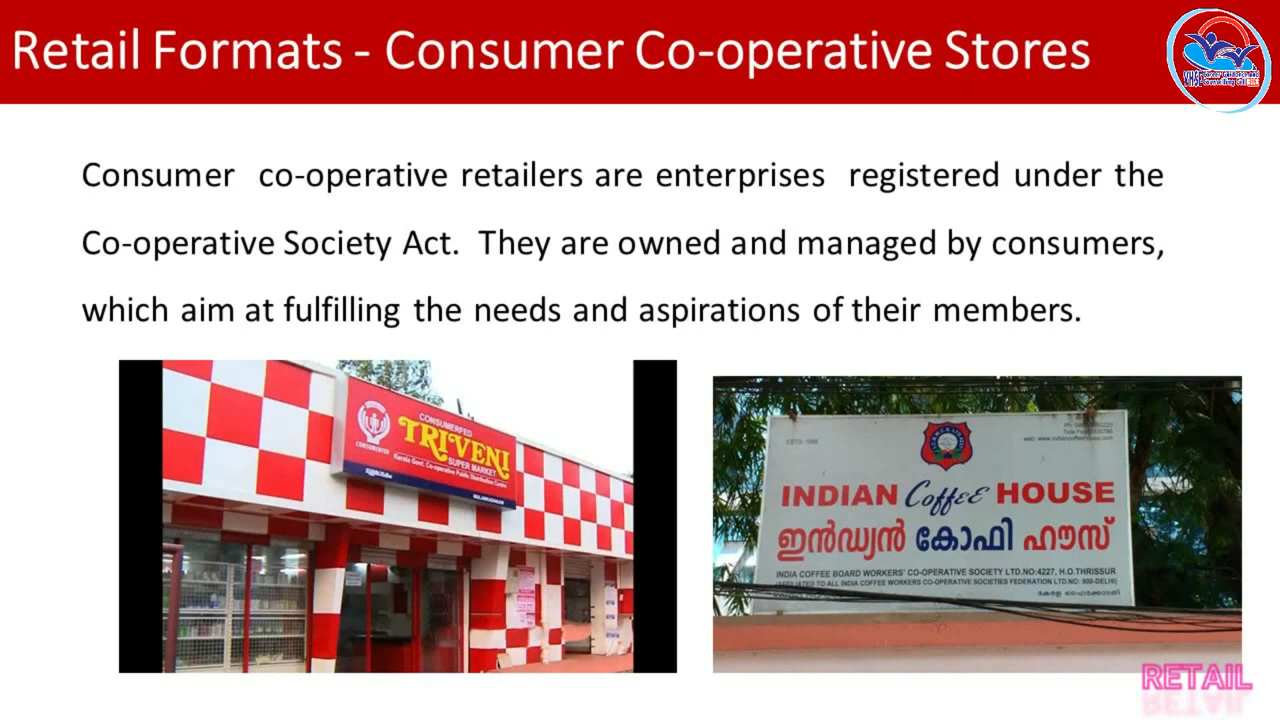 Retail Formats - Consumer Co-operative Stores
Consumer co-operative retailers are enterprises registered under the
Co-operative Society Act. They are owned and managed by consumers,
which aim at fulfilling the needs and aspirations of their members.
CONSUMERFED
TRIVENI
SUPER MARKET
Kerala Govt. Co-operative Public Distribution Centre
CONSUMERFED
INDIAN Coffee HOUSE
ഇൻഡ്യൻ കോഫി ഹൗസ്
INDIA COFFEE BOARD WORKERS' CO-OPERATIVE SOCIETY LTD.NO:4227, H.O.THRISSUR
(AFFILIATED TO ALL INDIA COFFEE WORKERS CO-OPERATIVE SOCIETIES FEDERATION LTD.NO: 500-DELHI)
RETAIL